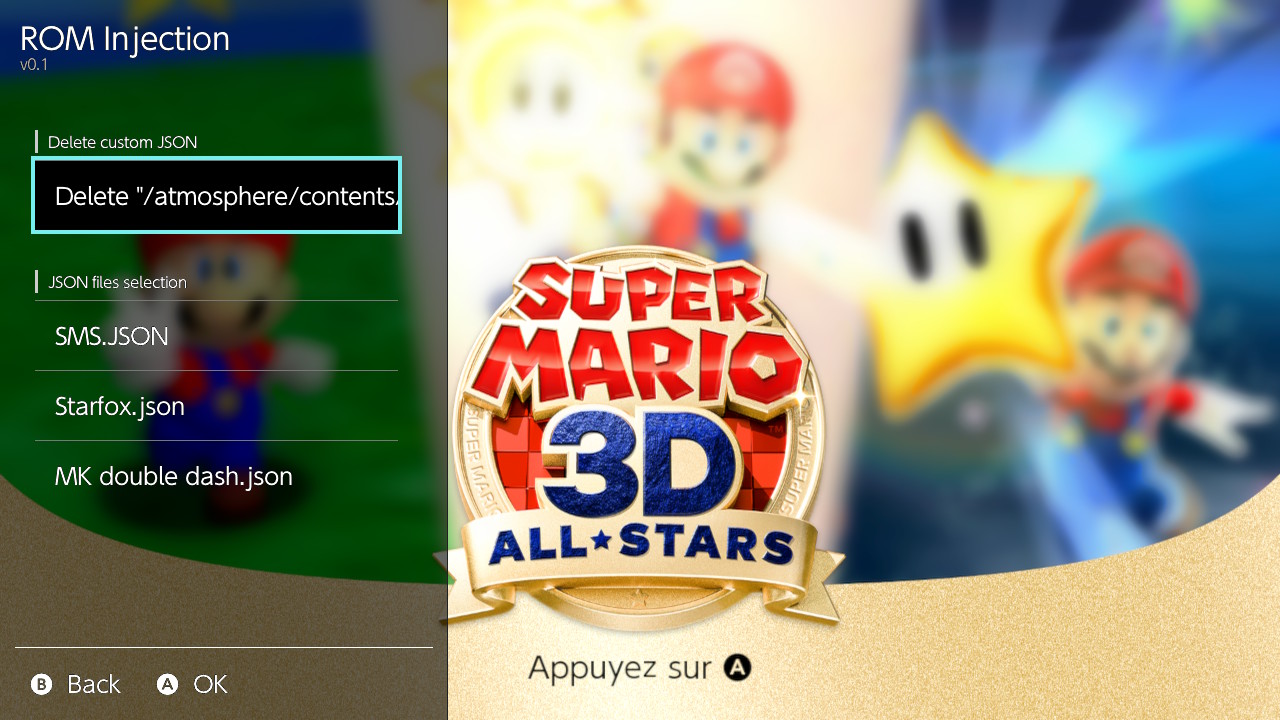 ROM Injection
v0.1
Delete custom JSON
Delete "/atmosphere/contents/
JSON files selection
SMS.JSON
Starfox.json
MK double dash.json
B Back A OK
SUPER
MARIO
3D
TM
SUPER MARIO
SUPER MARIO
ALL★STARS
Appuyez sur A